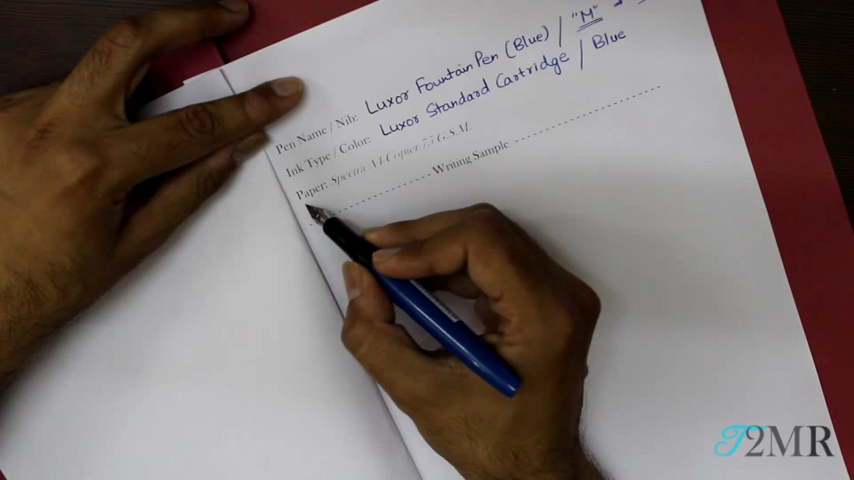 Pen Name / Nib: Luxor Fountain Pen (Blue) / "M"
Ink Type / Color: Luxor Standard Cartridge / Blue
Paper: Spectra A4 Copier 75 G.S.M.
Writing Sample
T2MR